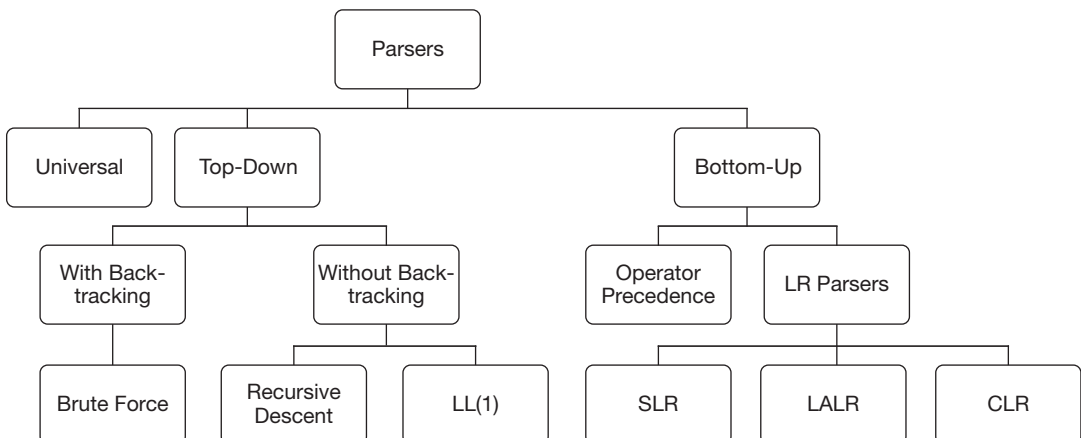 Parsers
Universal
Top-Down
Bottom-Up
With Back-
tracking
Without Back-
tracking
Operator
Precedence
LR Parsers
Brute Force
Recursive
Descent
LL(1)
SLR
LALR
CLR